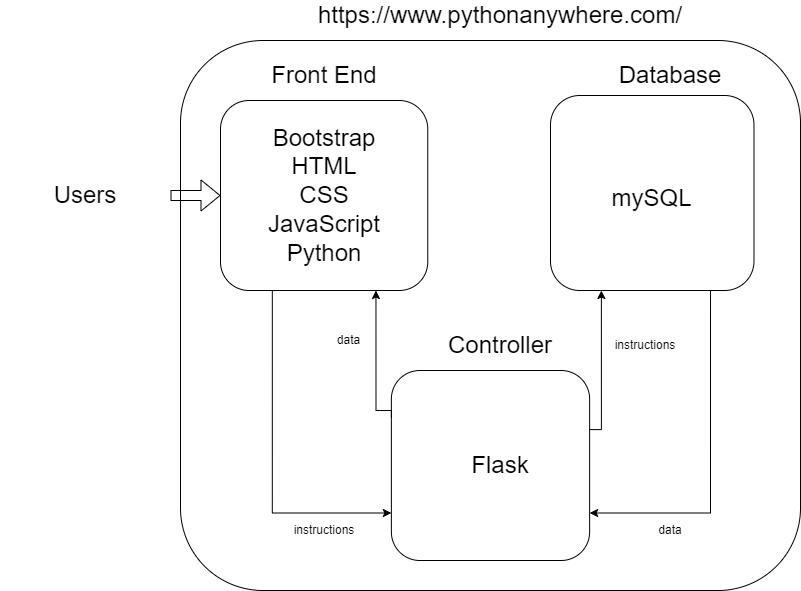 https://www.pythonanywhere.com/
Front End
Database
Bootstrap
HTML
CSS
JavaScript
Python
Users
mySQL
data
Controller
instructions
Flask
instructions
data